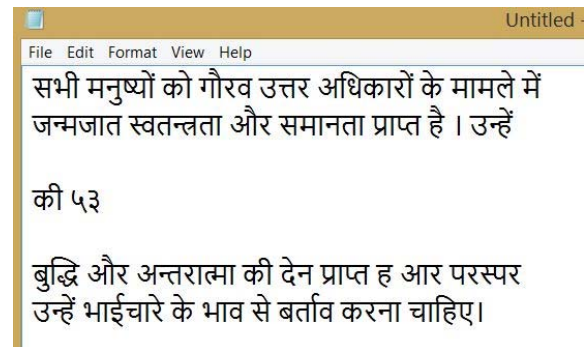 Untitled -
File Edit Format View Help
सभी मनुष्यों को गौरव उत्तर अधिकारों के मामले में
जन्मजात स्वतन्त्रता और समानता प्राप्त है । उन्हें
की ५३
बुद्धि और अन्तरात्मा की देन प्राप्त ह आर परस्पर
उन्हें भाईचारे के भाव से बर्ताव करना चाहिए।